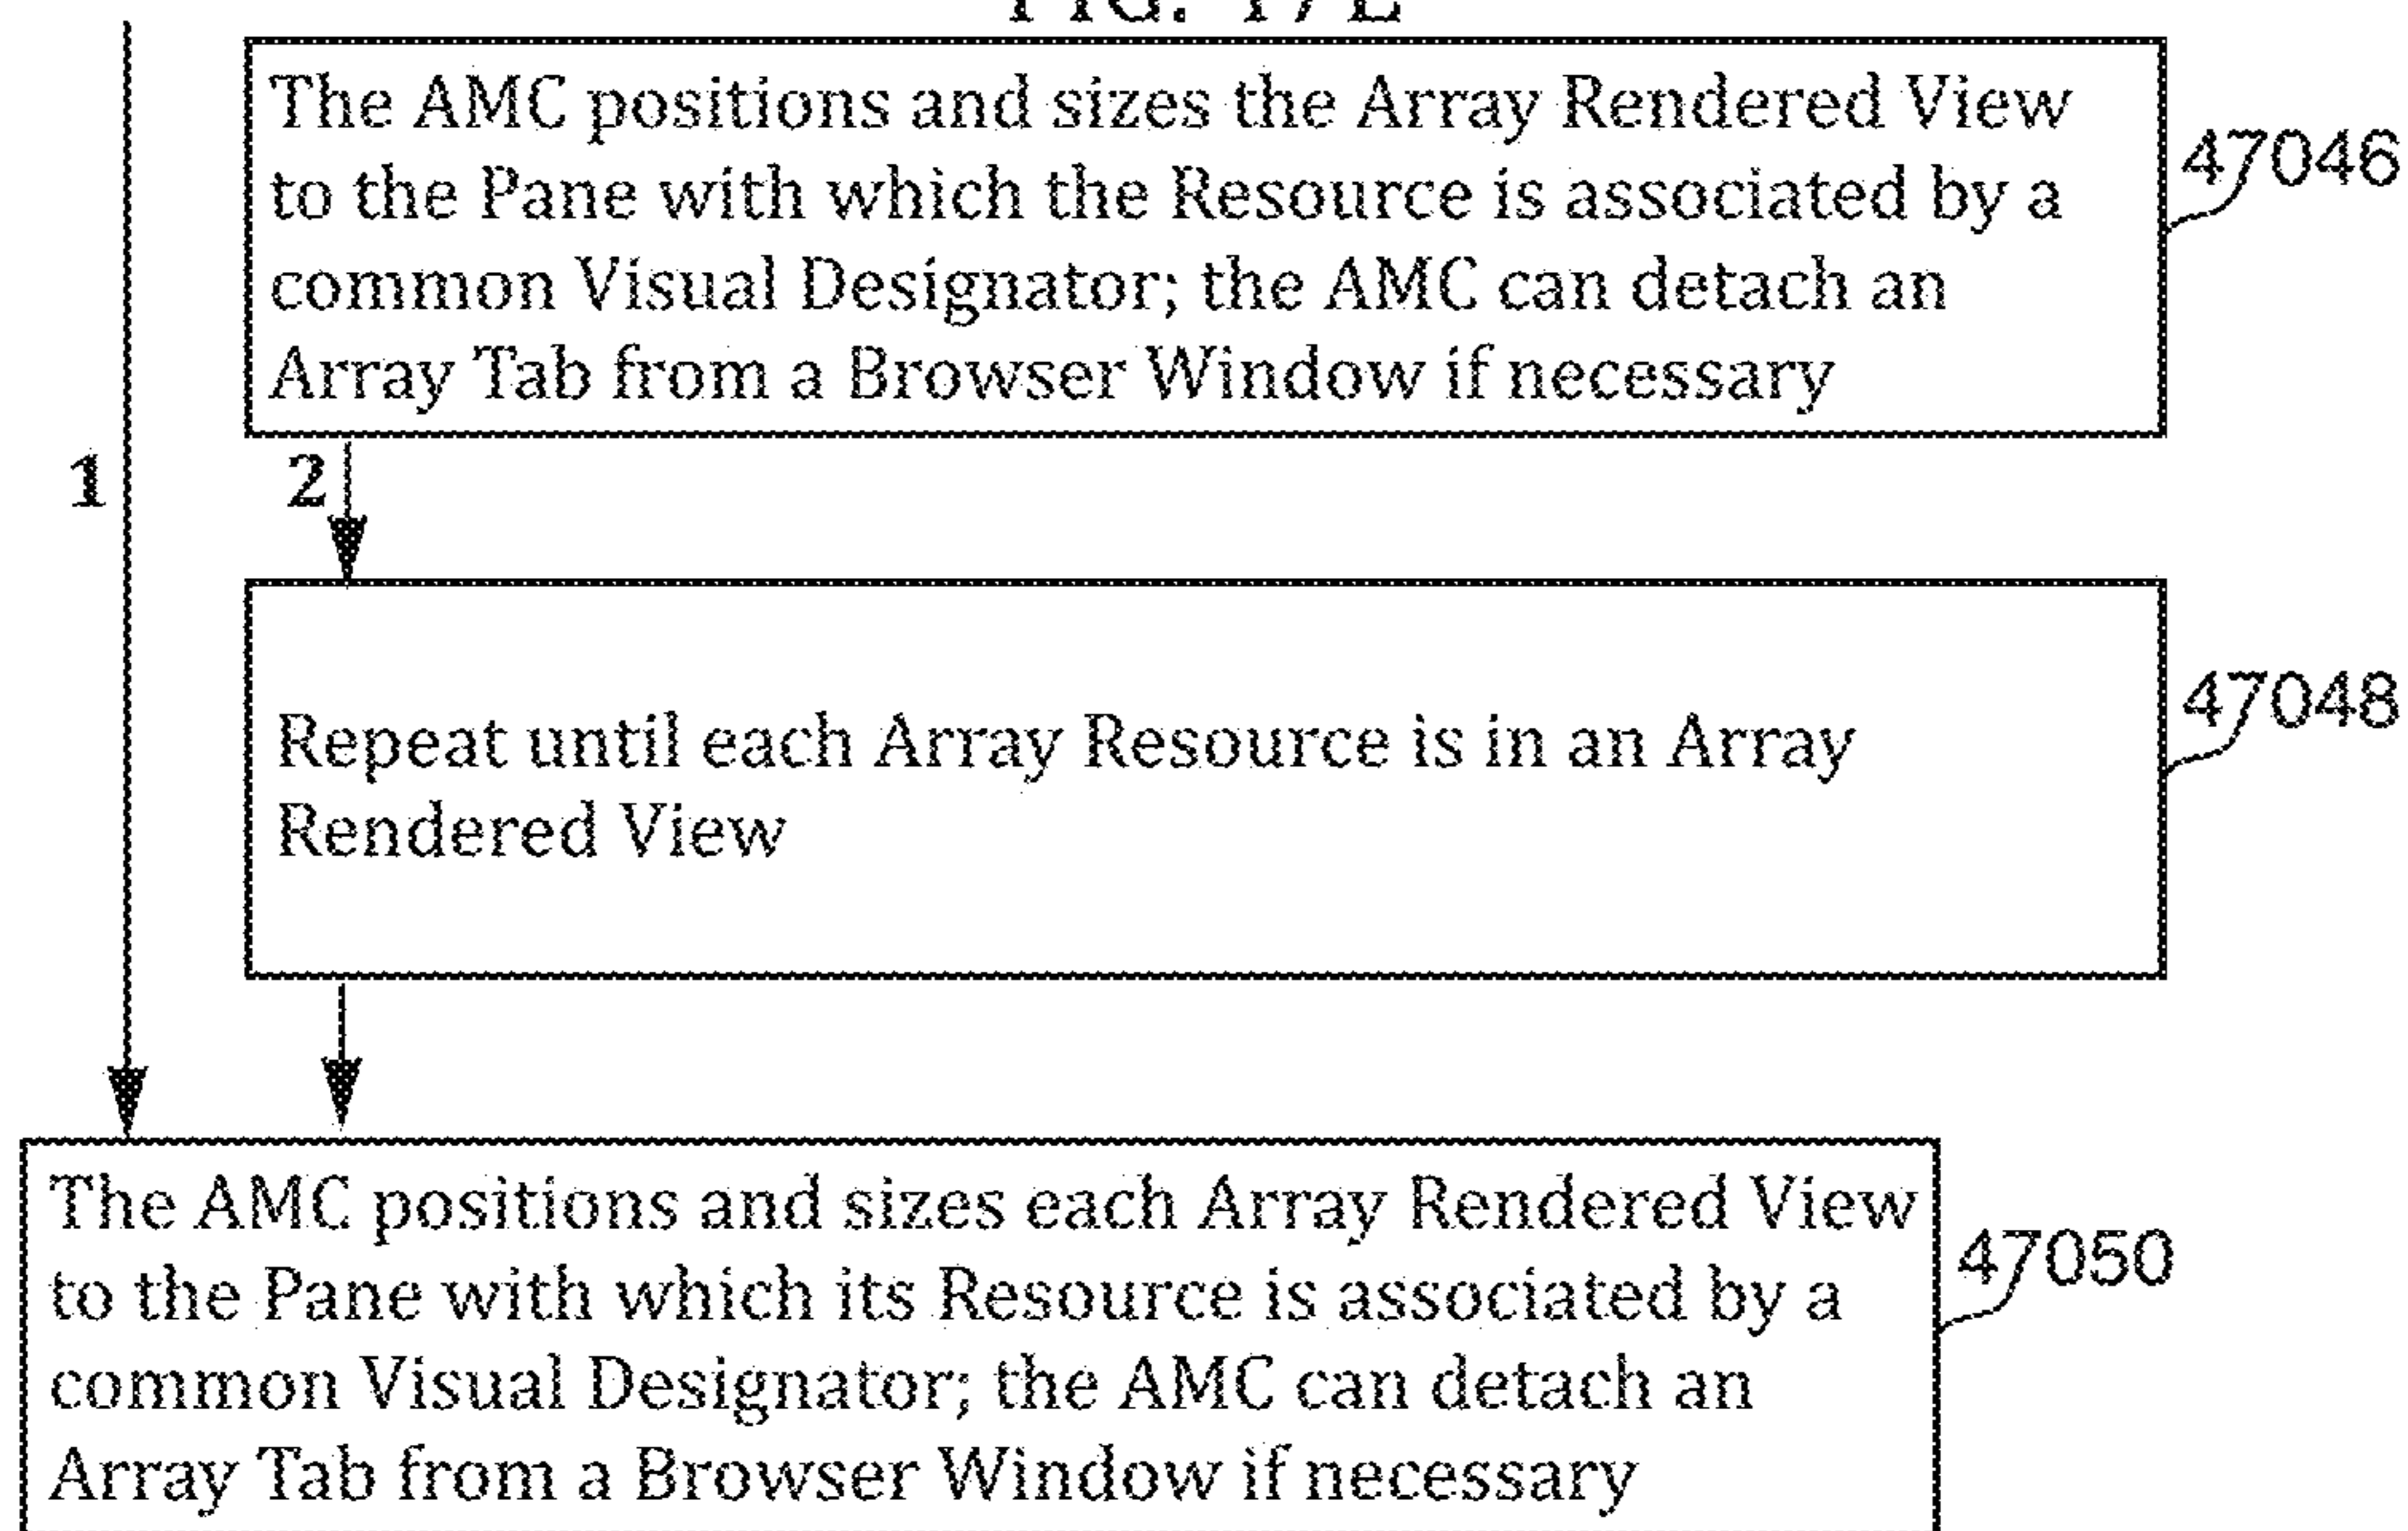 FIG. 47E
The AMC positions and sizes the Array Rendered View
to the Pane with which the Resource is associated by a
common Visual Designator; the AMC can detach an
Array Tab from a Browser Window if necessary
47046
1
2
Repeat until each Array Resource is in an Array
Rendered View
47048
The AMC positions and sizes each Array Rendered View
to the Pane with which its Resource is associated by a
common Visual Designator; the AMC can detach an
Array Tab from a Browser Window if necessary
47050